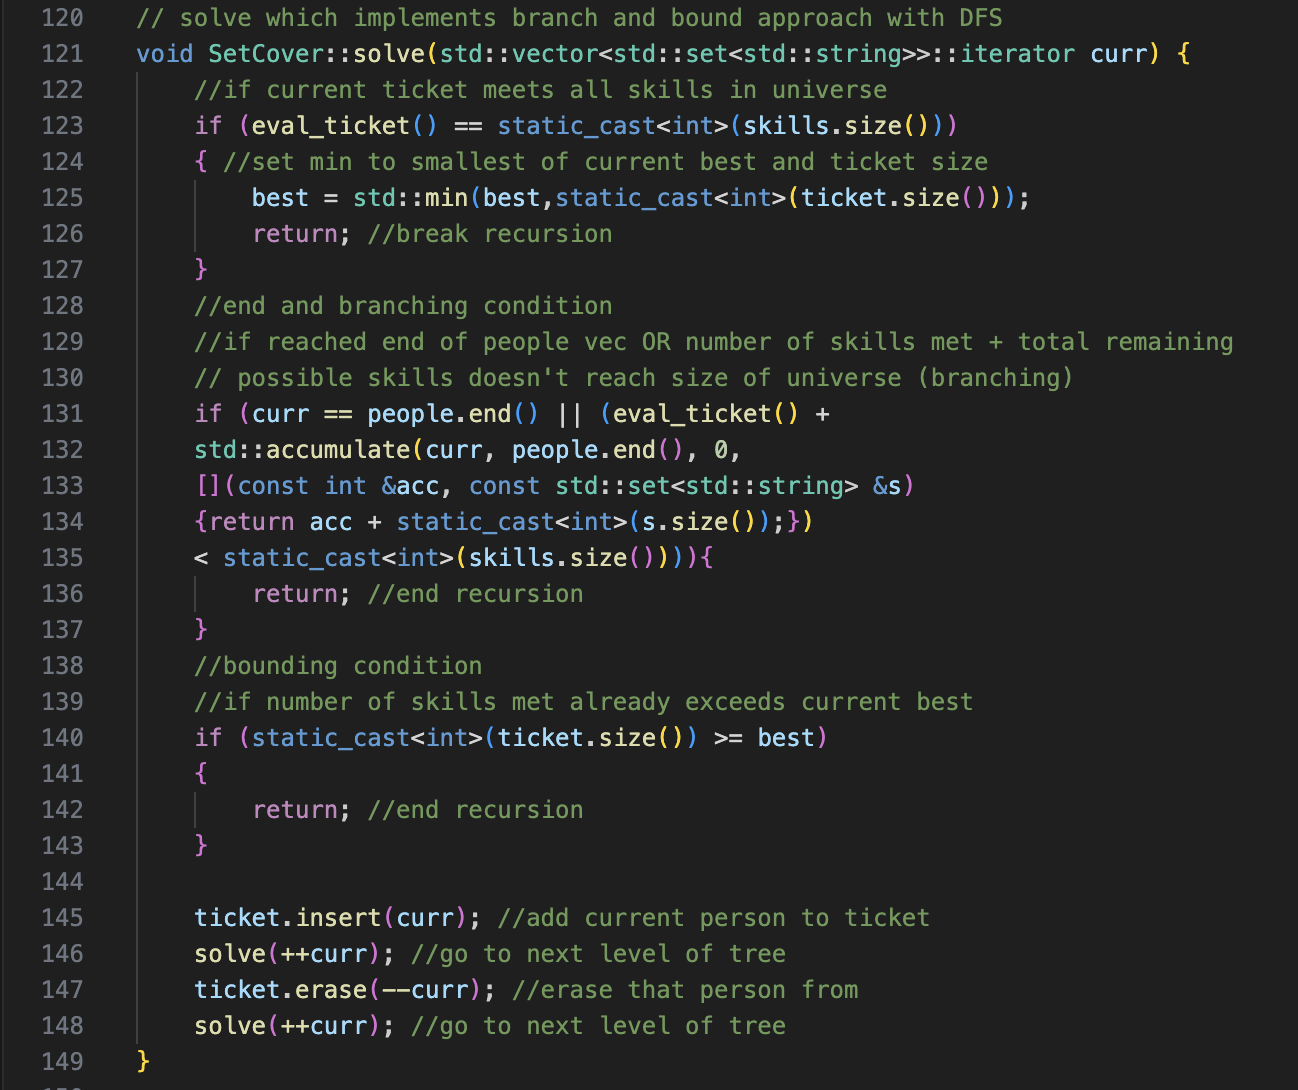 120 // solve which implements branch and bound approach with DFS
121 void SetCover::solve(std::vector<std::set<std::string>>::iterator curr) {
122 //if current ticket meets all skills in universe
123 if (eval_ticket() == static_cast<int>(skills.size()))
124 { //set min to smallest of current best and ticket size
125 best = std::min(best,static_cast<int>(ticket.size()));
126 return; //break recursion
127 }
128 //end and branching condition
129 //if reached end of people vec OR number of skills met + total remaining
130 // possible skills doesn't reach size of universe (branching)
131 if (curr == people.end() || (eval_ticket() +
132 std::accumulate(curr, people.end(), 0,
133 [](const int &acc, const std::set<std::string> &s)
134 {return acc + static_cast<int>(s.size());})
135 < static_cast<int>(skills.size()))){
136 return; //end recursion
137 }
138 //bounding condition
139 //if number of skills met already exceeds current best
140 if (static_cast<int>(ticket.size()) >= best)
141 {
142 return; //end recursion
143 }
144
145 ticket.insert(curr); //add current person to ticket
146 solve(++curr); //go to next level of tree
147 ticket.erase(--curr); //erase that person from
148 solve(++curr); //go to next level of tree
149 }